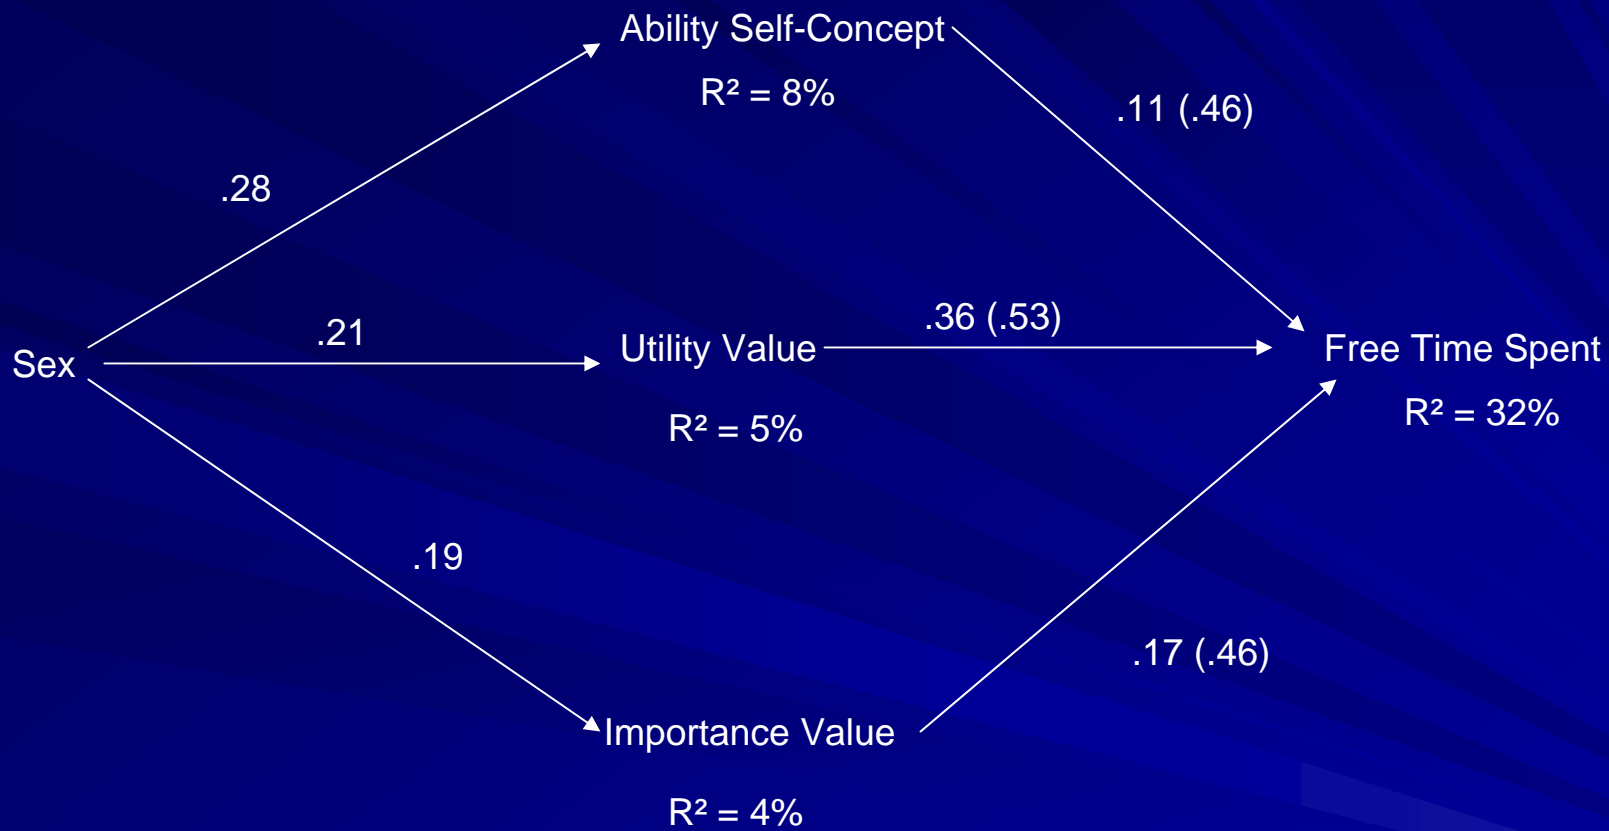 Ability Self-Concept
R² = 8%
.11 (.46)
.28
.36 (.53)
.21
Sex
Utility Value
Free Time Spent
R² = 5%
R² = 32%
.19
.17 (.46)
Importance Value
R² = 4%